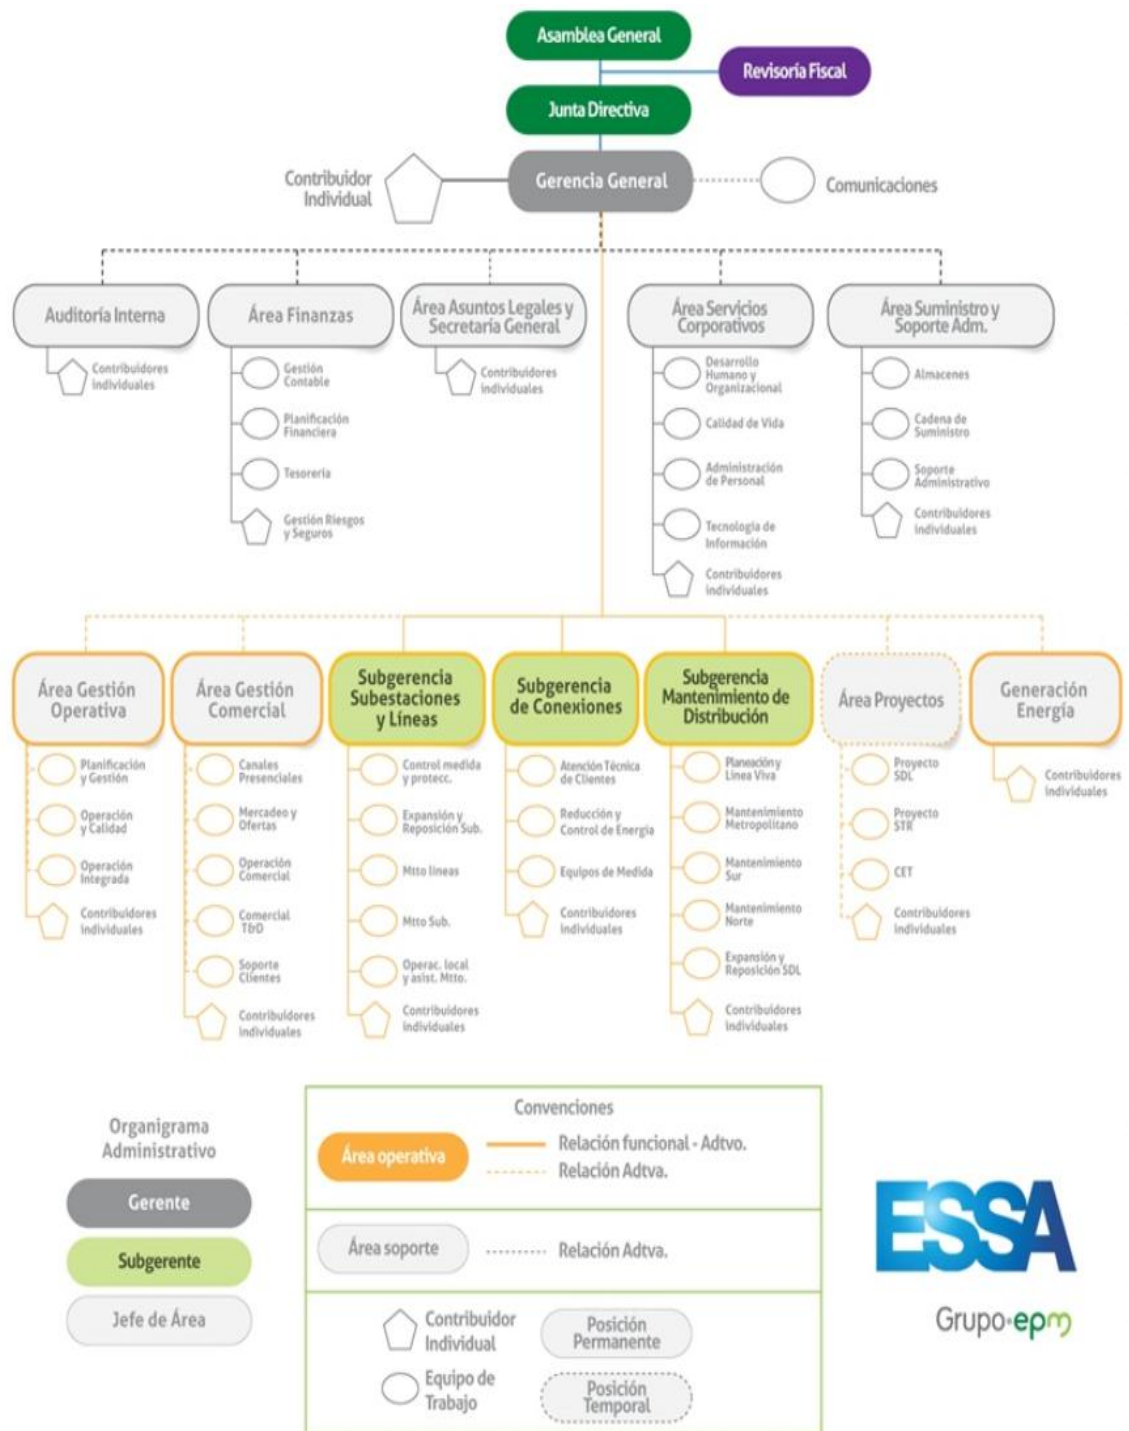 Asamblea General
Revisoría Fiscal
Junta Directiva
Contribuidor
Individual
Gerencia General
Comunicaciones
Auditoría Interna
Contribuidores
individuales
Área Finanzas
Gestión
Contable
Planificación
Financiera
Tesorería
Gestión Riesgos
y Seguros
Área Asuntos Legales y
Secretaría General
Contribuidores
individuales
Área Servicios
Corporativos
Desarrollo
Humano y
Organizacional
Calidad de Vida
Administración
de Personal
Tecnología de
Información
Contribuidores
individuales
Área Suministro y
Soporte Adm.
Almacenes
Cadena de
Suministro
Soporte
Administrativo
Contribuidores
individuales
Área Gestión
Operativa
Planificación
y Gestión
Operación
y Calidad
Operación
Integrada
Contribuidores
individuales
Área Gestión
Comercial
Canales
Presenciales
Mercadeo y
Ofertas
Operación
Comercial
Comercial
T&D
Soporte
Clientes
Contribuidores
individuales
Subgerencia
Subestaciones
y Líneas
Control medida
y protecc.
Expansión y
Reposición Sub.
Mtto líneas
Mtto Sub.
Operac. local
y asist. Mtto.
Contribuidores
individuales
Subgerencia
de Conexiones
Atención Técnica
de Clientes
Reducción y
Control de Energía
Equipos de Medida
Contribuidores
individuales
Subgerencia
Mantenimiento de
Distribución
Planeación y
Línea Viva
Mantenimiento
Metropolitano
Mantenimiento
Sur
Mantenimiento
Norte
Expansión y
Reposición SDL
Contribuidores
individuales
Área Proyectos
Proyecto
SDL
Proyecto
STR
CET
Contribuidores
individuales
Generación
Energía
Contribuidores
individuales
Organigrama
Administrativo
Gerente
Subgerente
Jefe de Área
Convenciones
Área operativa
Relación funcional - Adtvo.
Relación Adtva.
Área soporte
Relación Adtva.
Contribuidor
Individual
Posición
Permanente
Equipo de
Trabajo
Posición
Temporal
ESSA
Grupo·epm